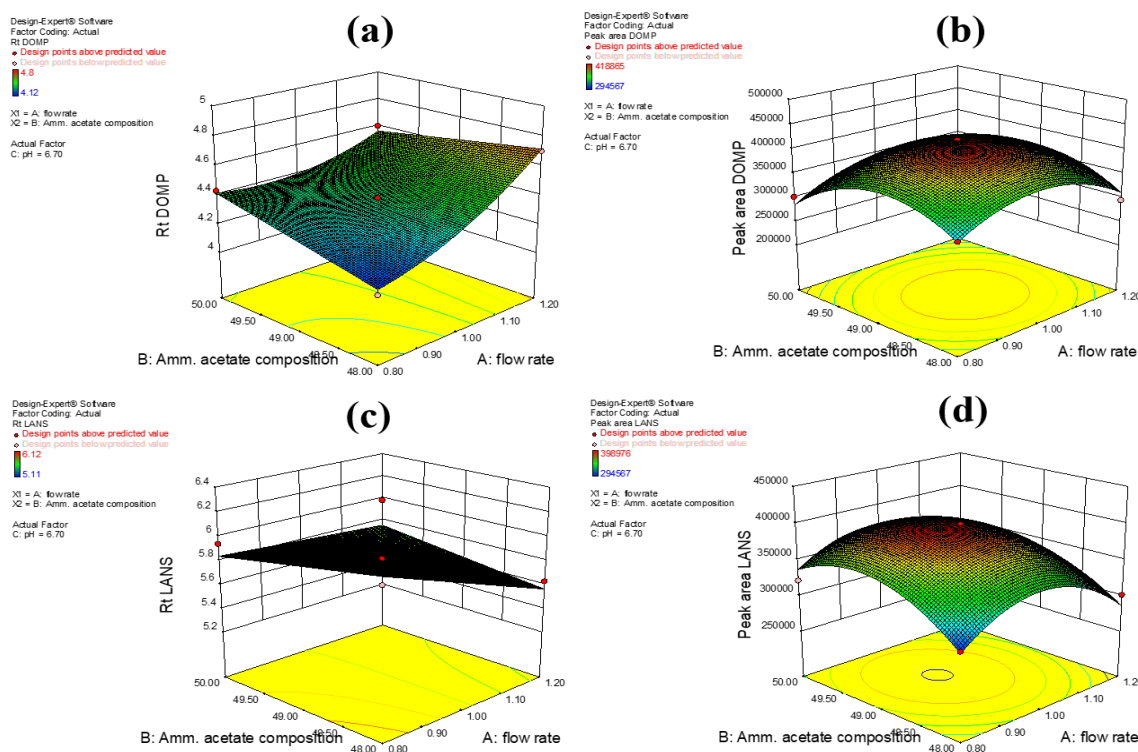 (a)
Design-Expert® Software
Factor Coding: Actual
Rt DOMP
Design points above predicted value
Design points below predicted value
4.8
4.12
X1 = A: flow rate
X2 = B: Amm. acetate composition
Actual Factor
C: pH = 6.70
5
4.8
4.6
4.4
4.2
4
Rt DOMP
50.00
49.50
49.00
48.50
48.00
0.80
0.90
1.00
1.10
1.20
B: Amm. acetate composition
A: flow rate
(b)
Design-Expert® Software
Factor Coding: Actual
Peak area DOMP
Design points above predicted value
Design points below predicted value
418865
294567
X1 = A: flow rate
X2 = B: Amm. acetate composition
Actual Factor
C: pH = 6.70
500000
450000
400000
350000
300000
250000
200000
Peak area DOMP
50.00
49.50
49.00
48.50
48.00
0.80
0.90
1.00
1.10
1.20
B: Amm. acetate composition
A: flow rate
(c)
Design-Expert® Software
Factor Coding: Actual
Rt LANS
Design points above predicted value
Design points below predicted value
6.12
5.11
X1 = A: flow rate
X2 = B: Amm. acetate composition
Actual Factor
C: pH = 6.70
6.4
6.2
6
5.8
5.6
5.4
5.2
Rt LANS
50.00
49.50
49.00
48.50
48.00
0.80
0.90
1.00
1.10
1.20
B: Amm. acetate composition
A: flow rate
(d)
Design-Expert® Software
Factor Coding: Actual
Peak area LANS
Design points above predicted value
Design points below predicted value
398976
294567
X1 = A: flow rate
X2 = B: Amm. acetate composition
Actual Factor
C: pH = 6.70
450000
400000
350000
300000
250000
Peak area LANS
50.00
49.50
49.00
48.50
48.00
0.80
0.90
1.00
1.10
1.20
B: Amm. acetate composition
A: flow rate